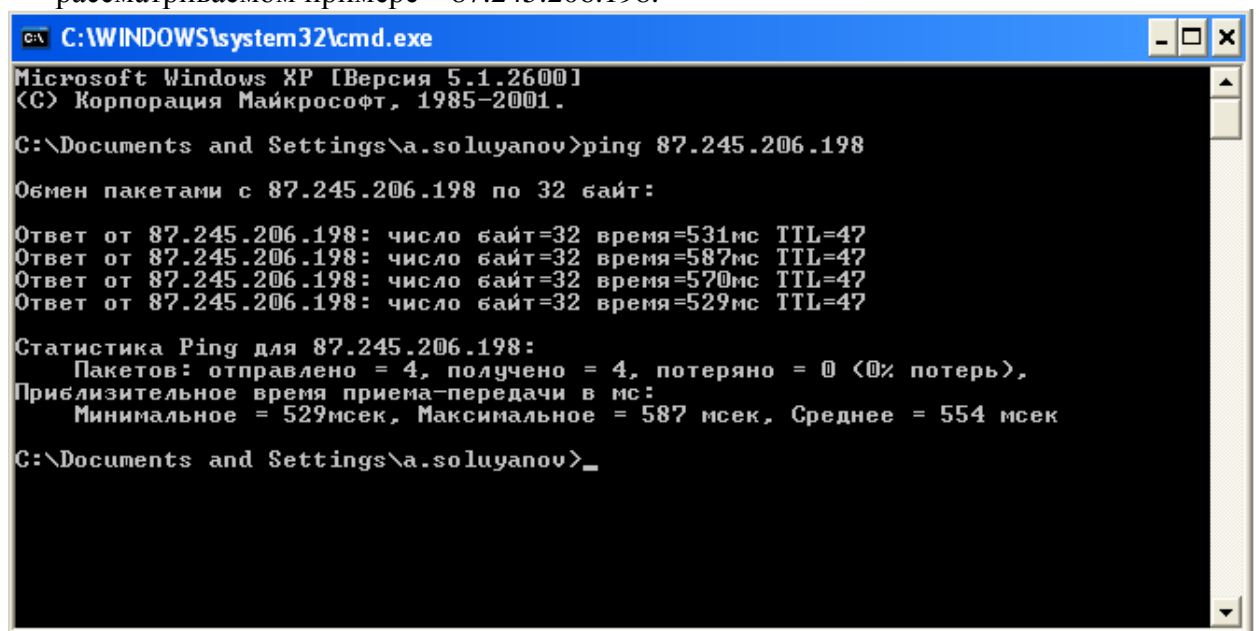 рассматриваемом примере – 87.245.206.198.
C:\WINDOWS\system32\cmd.exe
Microsoft Windows XP [Версия 5.1.2600]
(С) Корпорация Майкрософт, 1985-2001.
C:\Documents and Settings\a.soluyanov>ping 87.245.206.198
Обмен пакетами с 87.245.206.198 по 32 байт:
Ответ от 87.245.206.198: число байт=32 время=531мс TTL=47
Ответ от 87.245.206.198: число байт=32 время=587мс TTL=47
Ответ от 87.245.206.198: число байт=32 время=570мс TTL=47
Ответ от 87.245.206.198: число байт=32 время=529мс TTL=47
Статистика Ping для 87.245.206.198:
Пакетов: отправлено = 4, получено = 4, потеряно = 0 (0% потерь),
Приблизительное время приема-передачи в мс:
Минимальное = 529мсек, Максимальное = 587 мсек, Среднее = 554 мсек
C:\Documents and Settings\a.soluyanov>_